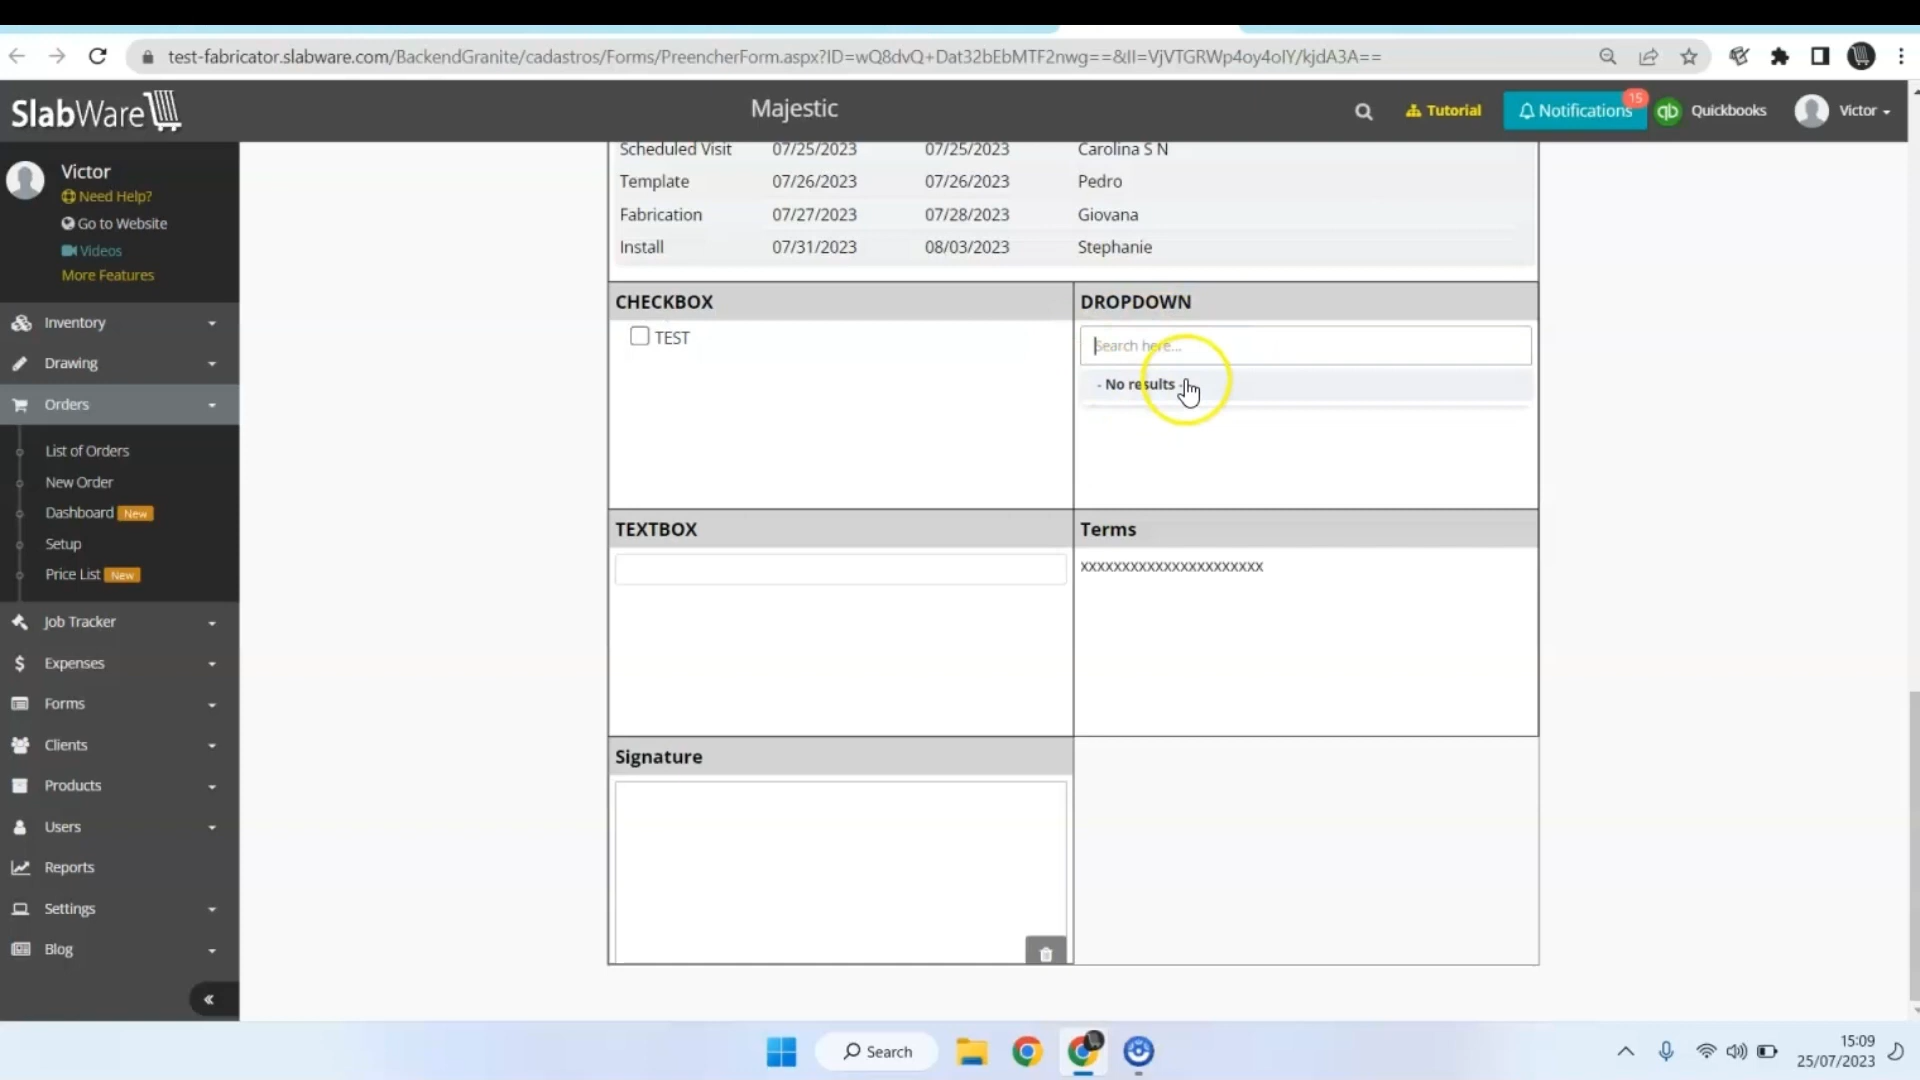 test-fabricator.slabware.com/BackendGranite/cadastros/Forms/PreencherForm.aspx?ID=wQ8dvQ+Dat32bEbMTF2nwg==&II=VjVTGRWp4oy4oIY/kjdA3A==
SlabWare
Majestic
Tutorial
Notifications
15
qb
Quickbooks
Victor
Victor
Need Help?
Go to Website
Videos
More Features
Inventory
Drawing
Orders
List of Orders
New Order
Dashboard New
Setup
Price List New
Job Tracker
Expenses
Forms
Clients
Products
Users
Reports
Settings
Blog
Scheduled Visit 07/25/2023 07/25/2023 Carolina S N
Template 07/26/2023 07/26/2023 Pedro
Fabrication 07/27/2023 07/28/2023 Giovana
Install 07/31/2023 08/03/2023 Stephanie
CHECKBOX
TEST
DROPDOWN
Search here...
- No results -
TEXTBOX
Terms
xxxxxxxxxxxxxxxxxxxxxx
Signature
Search
15:09
25/07/2023